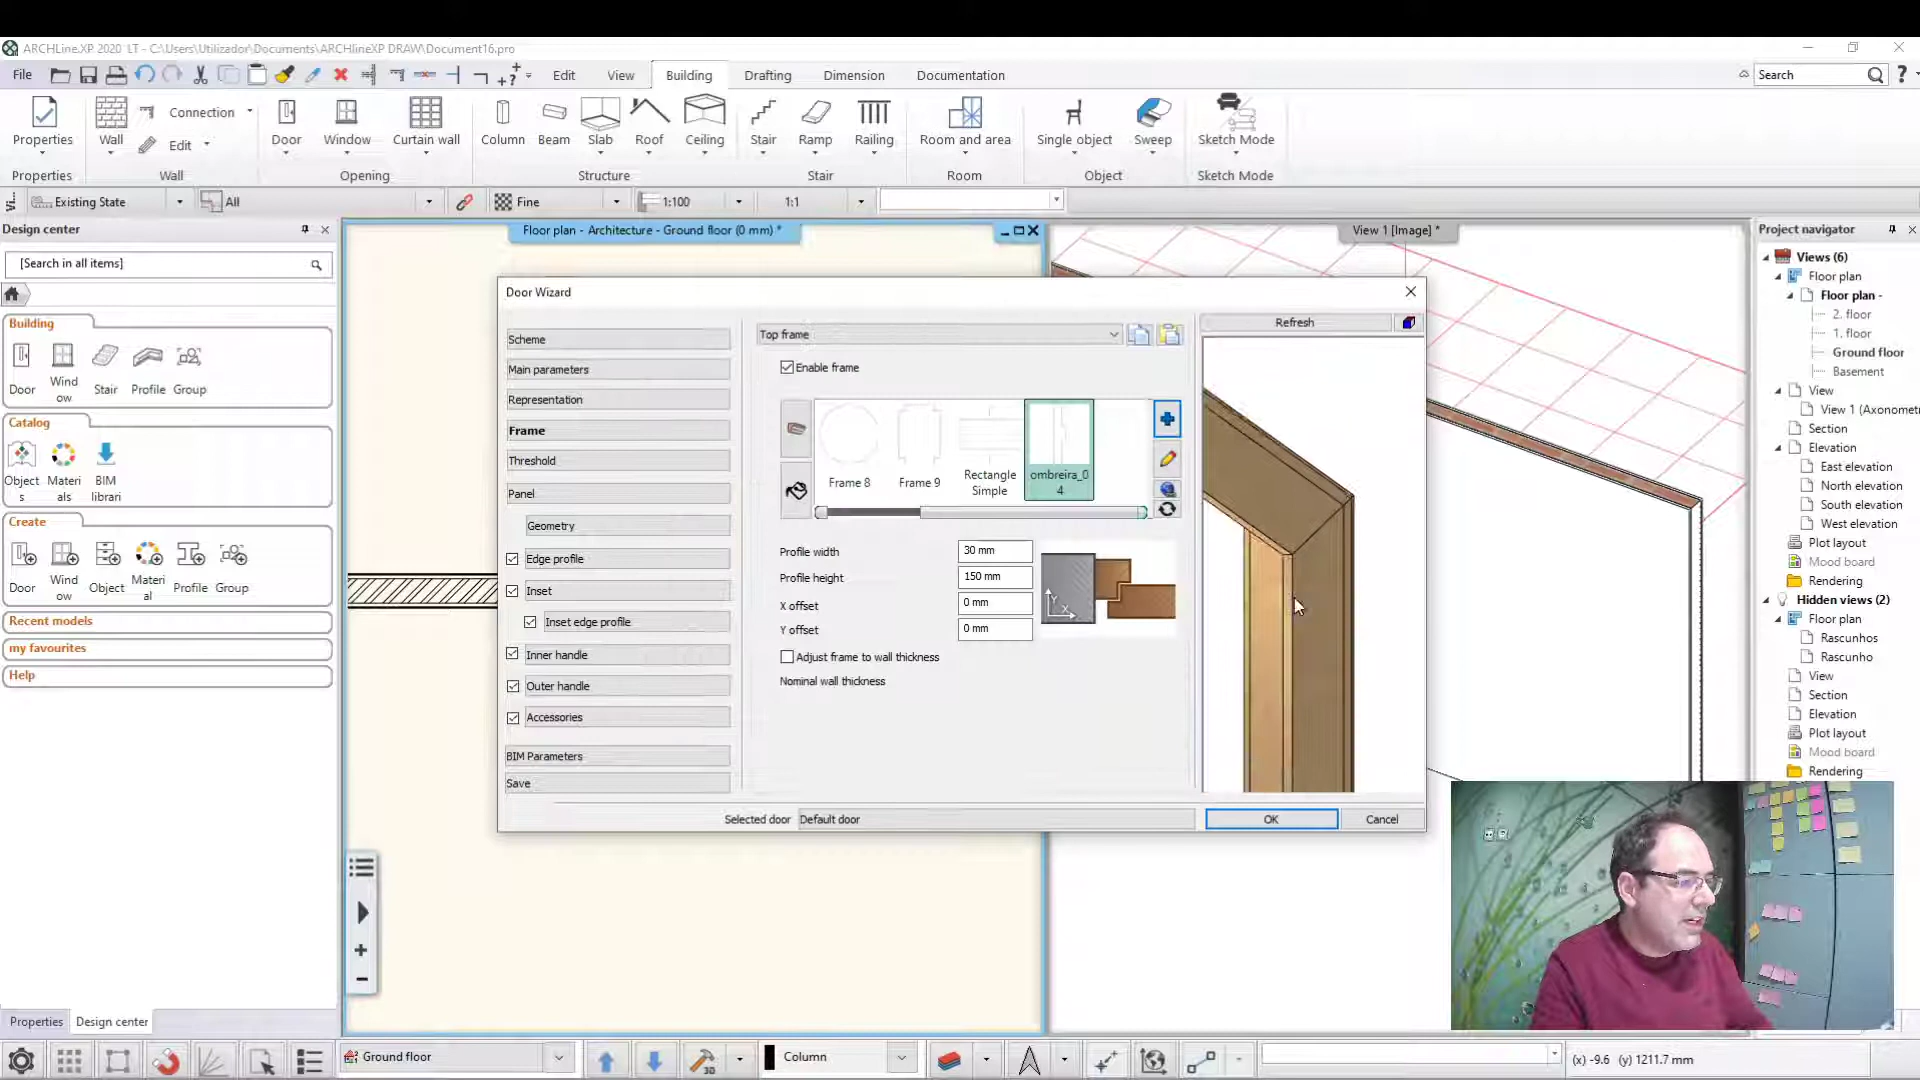 ARCHLine.XP 2020 LT - C:\Users\Utilizador\Documents\ARCHlineXP DRAW\Document16.pro
File Edit View Building Drafting Dimension Documentation Search ?
Properties Wall Connection Edit Door Window Curtain wall Column Beam Slab Roof Ceiling Stair Ramp Railing Room and area Single object Sweep Sketch Mode
Properties Wall Opening Structure Stair Room Object Sketch Mode
Existing State All Fine 1:100 1:1
Design center
[Search in all items]
Building
Door
Wind
ow
Stair
Profile
Group
Catalog
Object
s
Materi
als
BIM
librari
Create
Door
Wind
ow
Object
Materi
al
Profile
Group
Recent models
my favourites
Help
Properties Design center
Floor plan - Architecture - Ground floor (0 mm) *
View 1 [Image] *
Door Wizard
Scheme
Main parameters
Representation
Frame
Threshold
Panel
Geometry
Edge profile
Inset
Inset edge profile
Inner handle
Outer handle
Accessories
BIM Parameters
Save
Top frame
Enable frame
Frame 8
Frame 9
Rectangle
Simple
ombreira_0
4
Profile width 30 mm
Profile height 150 mm
X offset 0 mm
Y offset 0 mm
Y
X
Adjust frame to wall thickness
Nominal wall thickness
Refresh
Selected door Default door
OK
Cancel
Project navigator
Views (6)
Floor plan
Floor plan -
2. floor
1. floor
Ground floor
Basement
View
View 1 (Axonomet
Section
Elevation
East elevation
North elevation
South elevation
West elevation
Plot layout
Mood board
Rendering
Hidden views (2)
Floor plan
Rascunhos
Rascunho
View
Section
Elevation
Plot layout
Mood board
Rendering
Ground floor
3D
Column
(x) -9.6 (y) 1211.7 mm